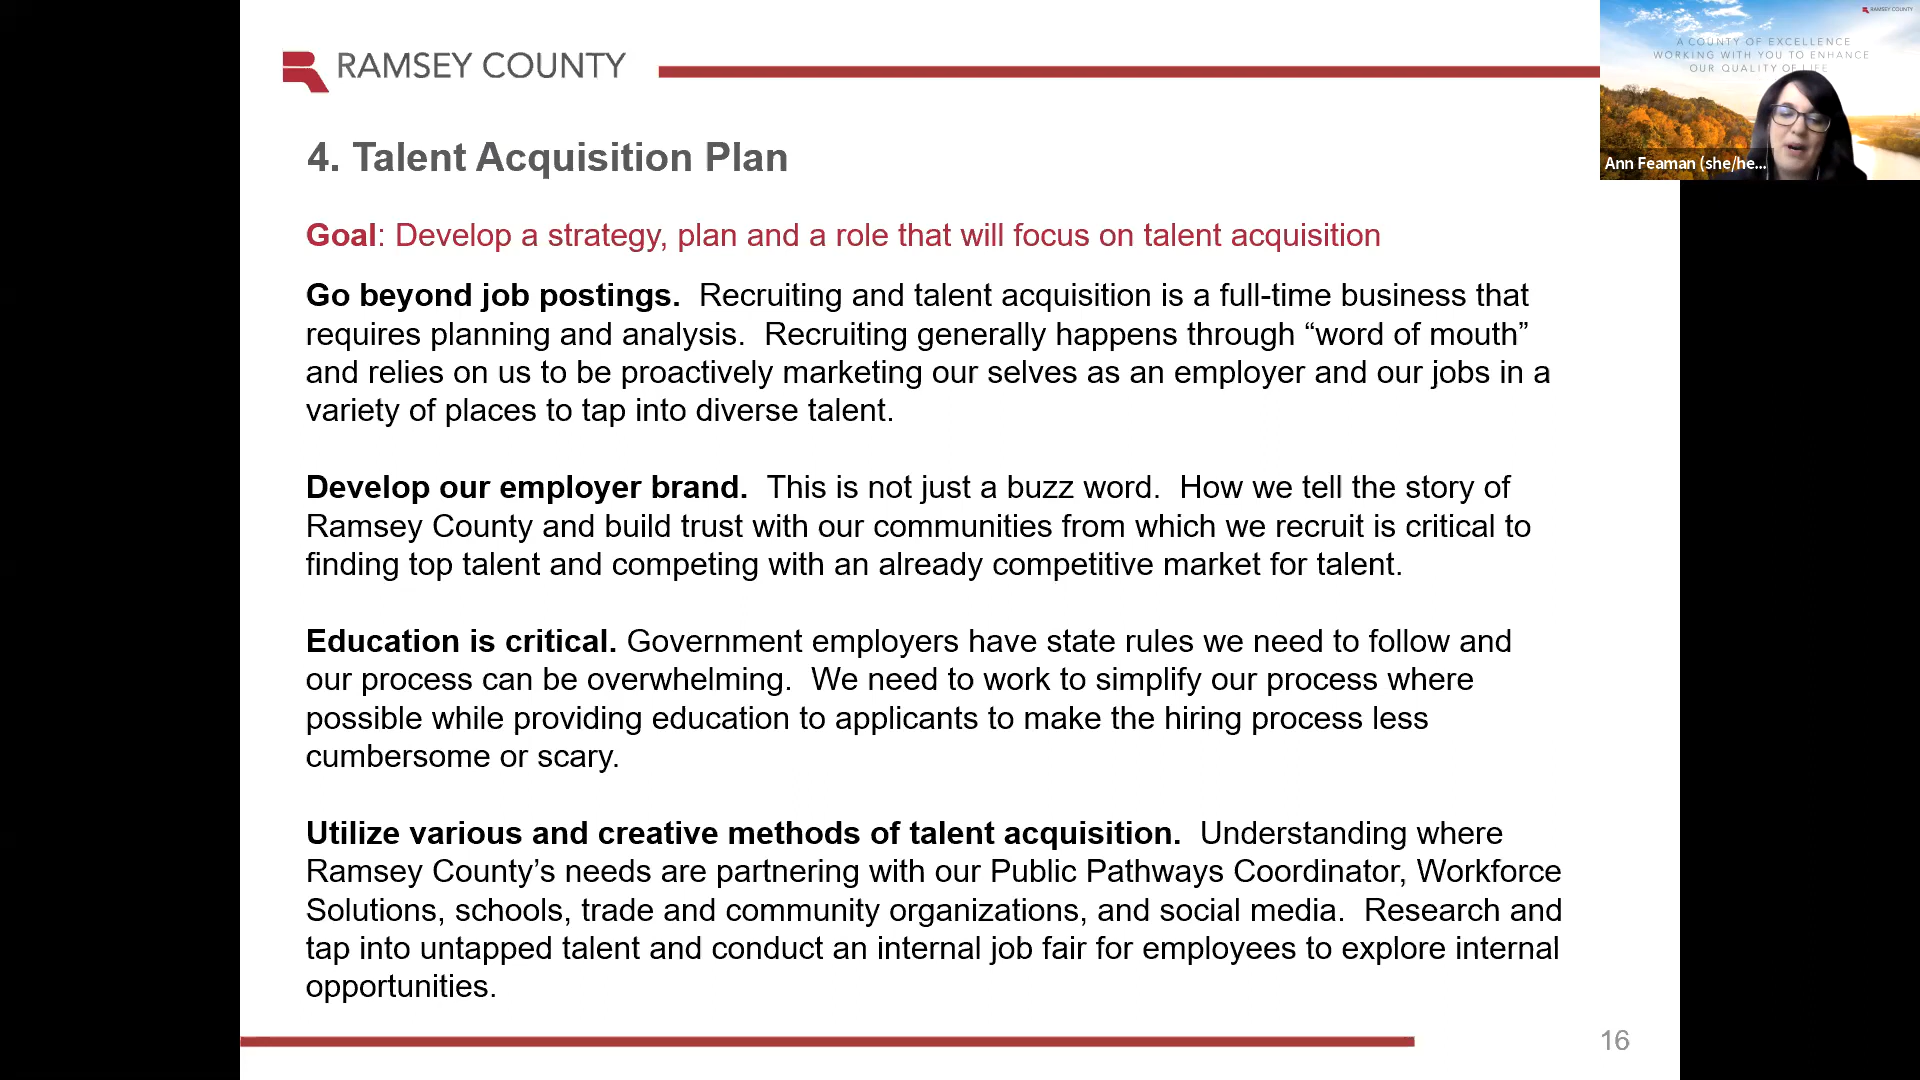 RAMSEY COUNTY
4. Talent Acquisition Plan
Goal: Develop a strategy, plan and a role that will focus on talent acquisition
Go beyond job postings.  Recruiting and talent acquisition is a full-time business that
requires planning and analysis.  Recruiting generally happens through “word of mouth”
and relies on us to be proactively marketing our selves as an employer and our jobs in a
variety of places to tap into diverse talent.
Develop our employer brand.  This is not just a buzz word.  How we tell the story of
Ramsey County and build trust with our communities from which we recruit is critical to
finding top talent and competing with an already competitive market for talent.
Education is critical. Government employers have state rules we need to follow and
our process can be overwhelming.  We need to work to simplify our process where
possible while providing education to applicants to make the hiring process less
cumbersome or scary.
Utilize various and creative methods of talent acquisition.  Understanding where
Ramsey County’s needs are partnering with our Public Pathways Coordinator, Workforce
Solutions, schools, trade and community organizations, and social media.  Research and
tap into untapped talent and conduct an internal job fair for employees to explore internal
opportunities.
16
RAMSEY COUNTY
A COUNTY OF EXCELLENCE
WORKING WITH YOU TO ENHANCE
OUR QUALITY OF LIFE
Ann Feaman (she/he...